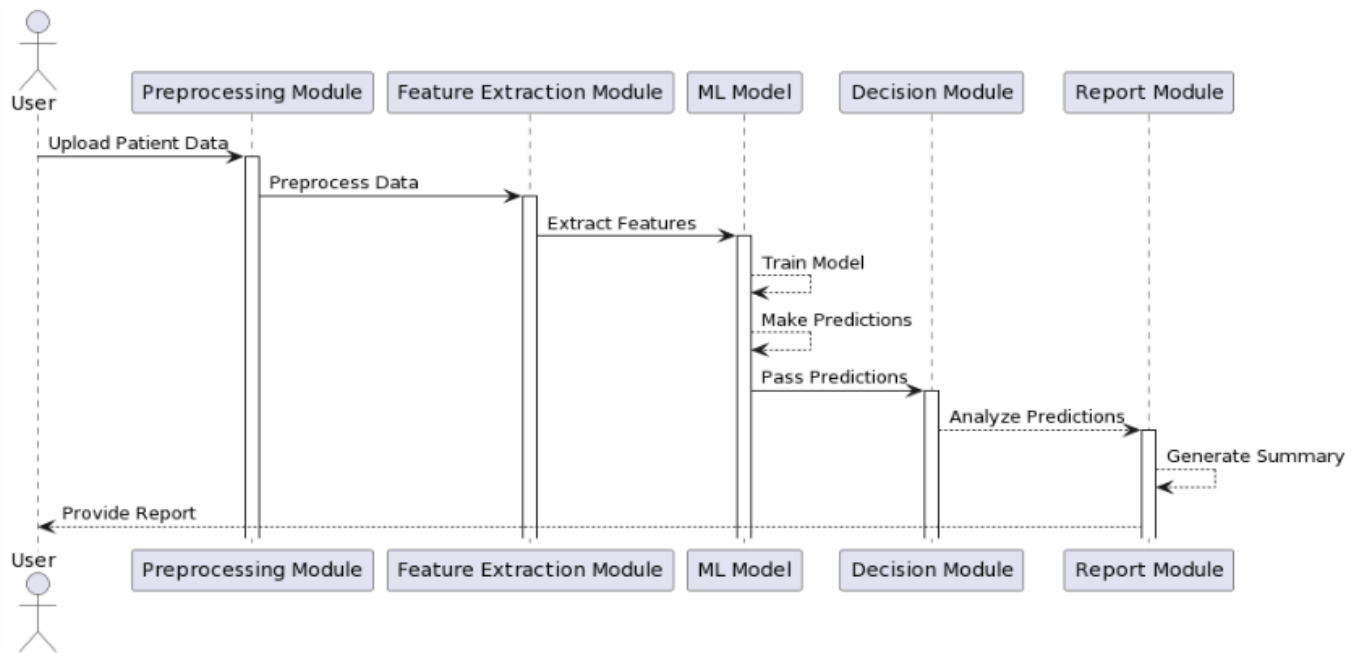 User
Preprocessing Module
Feature Extraction Module
ML Model
Decision Module
Report Module
Upload Patient Data
Preprocess Data
Extract Features
Train Model
Make Predictions
Pass Predictions
Analyze Predictions
Generate Summary
Provide Report
User
Preprocessing Module
Feature Extraction Module
ML Model
Decision Module
Report Module